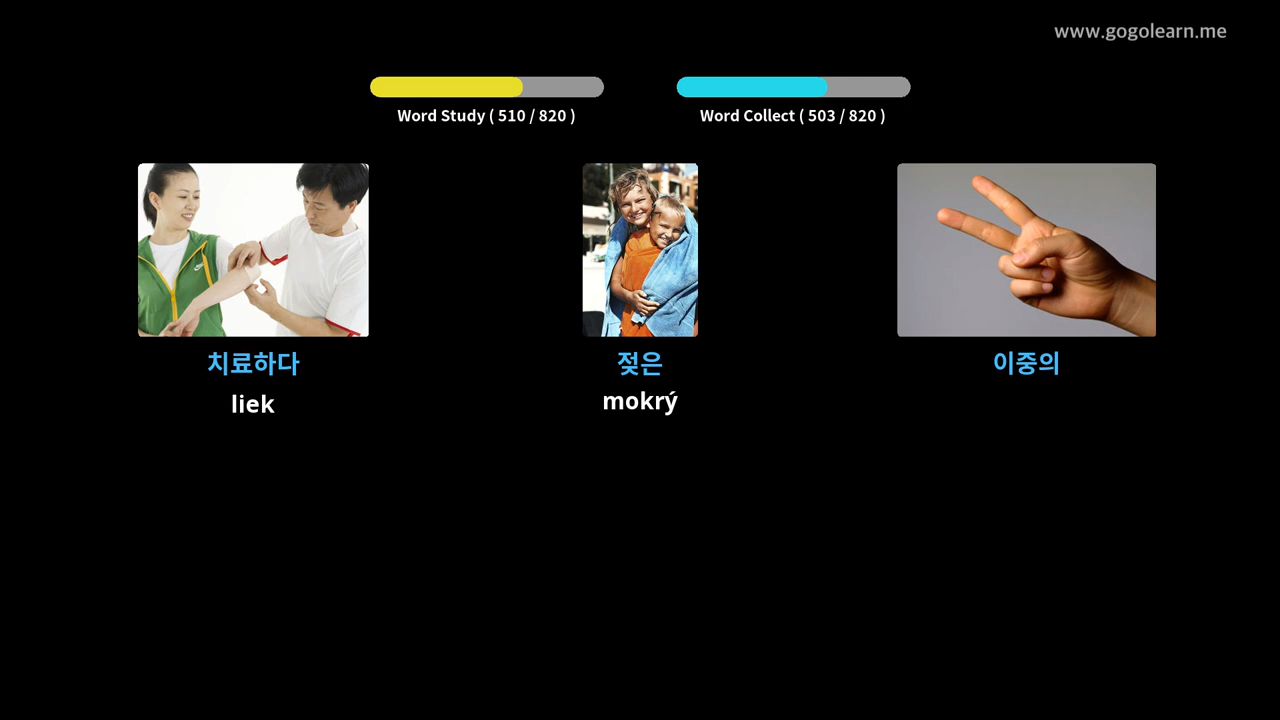 www.gogolearn.me
Word Study ( 510 / 820 )
Word Collect ( 503 / 820 )
치료하다
젖은
이중의
liek
mokrý